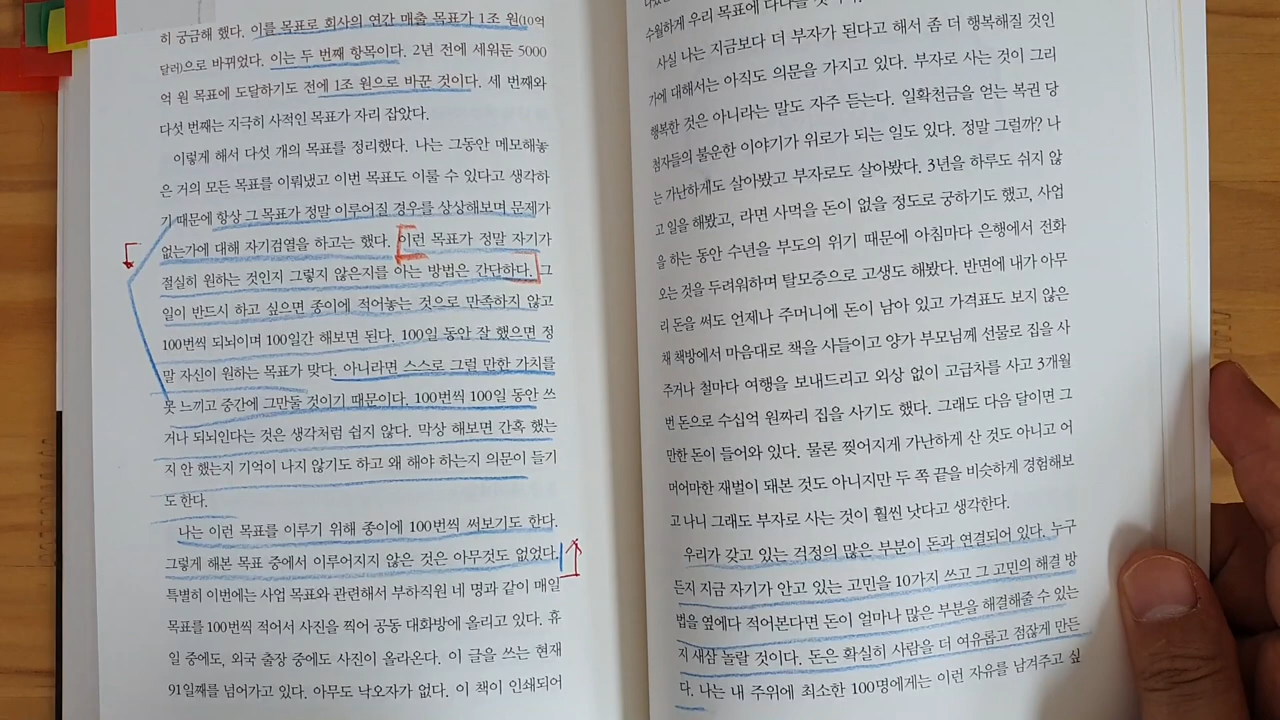 히 궁금해 했다. 이를 목표로 회사의 연간 매출 목표가 1조 원(10억
달러)으로 바뀌었다. 이는 두 번째 항목이다. 2년 전에 세워둔 5000
억 원 목표에 도달하기도 전에 1조 원으로 바꾼 것이다. 세 번째와
다섯 번째는 지극히 사적인 목표가 자리 잡았다.
이렇게 해서 다섯 개의 목표를 정리했다. 나는 그동안 메모해놓
은 거의 모든 목표를 이뤄냈고 이번 목표도 이룰 수 있다고 생각하
기 때문에 항상 그 목표가 정말 이루어질 경우를 상상해보며 문제가
없는가에 대해 자기검열을 하고는 했다. 이런 목표가 정말 자기가
절실히 원하는 것인지 그렇지 않은지를 아는 방법은 간단하다. 그
일이 반드시 하고 싶으면 종이에 적어놓는 것으로 만족하지 않고
100번씩 되뇌이며 100일간 해보면 된다. 100일 동안 잘 했으면 정
말 자신이 원하는 목표가 맞다. 아니라면 스스로 그럴 만한 가치를
못 느끼고 중간에 그만둘 것이기 때문이다. 100번씩 100일 동안 쓰
거나 되뇌인다는 것은 생각처럼 쉽지 않다. 막상 해보면 간혹 했는
지 안 했는지 기억이 나지 않기도 하고 왜 해야 하는지 의문이 들기
도 한다.
나는 이런 목표를 이루기 위해 종이에 100번씩 써보기도 한다.
그렇게 해본 목표 중에서 이루어지지 않은 것은 아무것도 없었다.
특별히 이번에는 사업 목표와 관련해서 부하직원 네 명과 같이 매일
목표를 100번씩 적어서 사진을 찍어 공동 대화방에 올리고 있다. 휴
일 중에도, 외국 출장 중에도 사진이 올라온다. 이 글을 쓰는 현재
91일째를 넘어가고 있다. 아무도 낙오자가 없다. 이 책이 인쇄되어
수월하게 우리 목표에
사실 나는 지금보다 더 부자가 된다고 해서 좀 더 행복해질 것인
가에 대해서는 아직도 의문을 가지고 있다. 부자로 사는 것이 그리
행복한 것은 아니라는 말도 자주 듣는다. 일확천금을 얻는 복권 당
첨자들의 불운한 이야기가 위로가 되는 일도 있다. 정말 그럴까? 나
는 가난하게도 살아봤고 부자로도 살아봤다. 3년을 하루도 쉬지 않
고 일을 해봤고, 라면 사먹을 돈이 없을 정도로 궁하기도 했고, 사업
을 하는 동안 수년을 부도의 위기 때문에 아침마다 은행에서 전화
오는 것을 두려워하며 탈모증으로 고생도 해봤다. 반면에 내가 아무
리 돈을 써도 언제나 주머니에 돈이 남아 있고 가격표도 보지 않은
채 책방에서 마음대로 책을 사들이고 양가 부모님께 선물로 집을 사
주거나 철마다 여행을 보내드리고 외상 없이 고급차를 사고 3개월
번 돈으로 수십억 원짜리 집을 사기도 했다. 그래도 다음 달이면 그
만한 돈이 들어와 있다. 물론 찢어지게 가난하게 산 것도 아니고 어
머어마한 재벌이 돼본 것도 아니지만 두 쪽 끝을 비슷하게 경험해보
고 나니 그래도 부자로 사는 것이 훨씬 낫다고 생각한다.
우리가 갖고 있는 걱정의 많은 부분이 돈과 연결되어 있다. 누구
든지 지금 자기가 안고 있는 고민을 10가지 쓰고 그 고민의 해결 방
법을 옆에다 적어본다면 돈이 얼마나 많은 부분을 해결해줄 수 있는
지 새삼 놀랄 것이다. 돈은 확실히 사람을 더 여유롭고 점잖게 만든
다. 나는 내 주위에 최소한 100명에게는 이런 자유를 남겨주고 싶